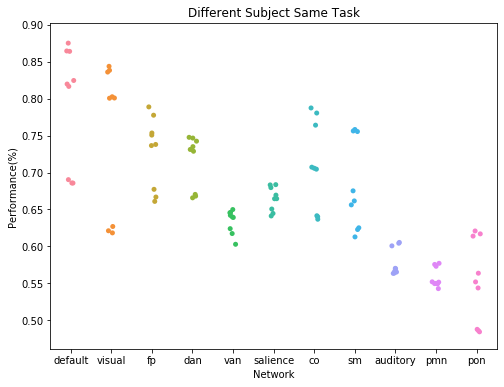 Different Subject Same Task
Performance(%)
0.90
0.85
0.80
0.75
0.70
0.65
0.60
0.55
0.50
default visual fp dan van salience co sm auditory pmn pon
Network